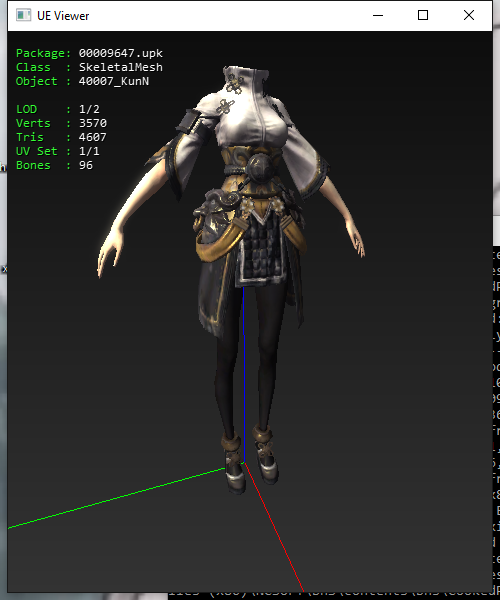 UE Viewer
Package: 00009647.upk
Class : SkeletalMesh
Object : 40007_KunN
LOD : 1/2
Verts : 3570
Tris : 4607
UV Set : 1/1
Bones : 96